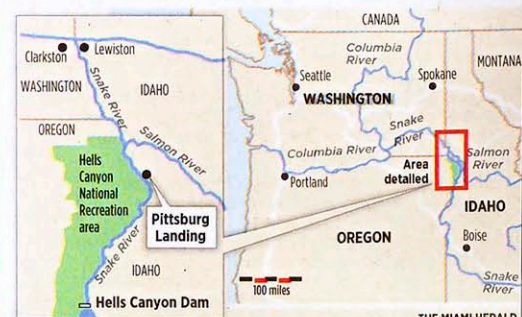 Clarkston
Lewiston
WASHINGTON
Snake River
IDAHO
OREGON
Salmon River
Hells
Canyon
National
Recreation
area
Pittsburg
Landing
Snake River
IDAHO
Hells Canyon Dam
CANADA
Columbia
River
MONTANA
Seattle
Spokane
WASHINGTON
Snake
River
Columbia River
Salmon
River
Area
detailed
Portland
IDAHO
OREGON
Boise
Snake
River
100 miles
THE MIAMI HERALD